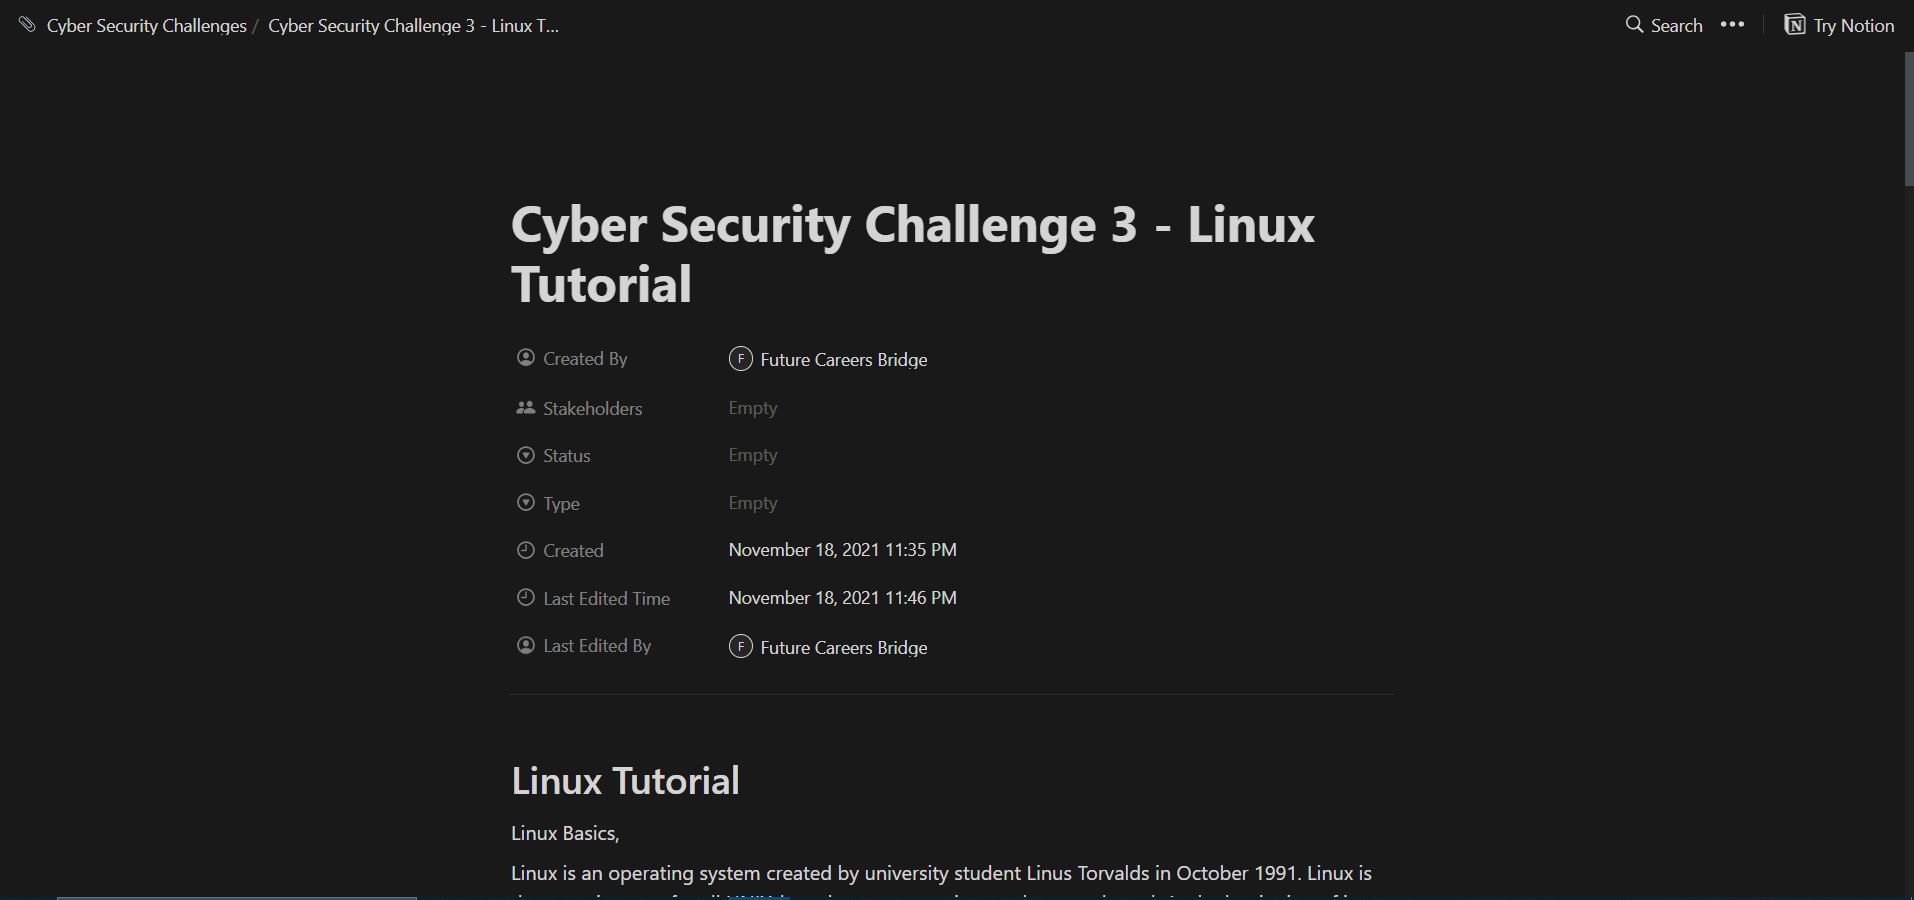 Cyber Security Challenges / Cyber Security Challenge 3 - Linux T...
Search ••• Try Notion
Cyber Security Challenge 3 - Linux
Tutorial
Created By F Future Careers Bridge
Stakeholders Empty
Status Empty
Type Empty
Created November 18, 2021 11:35 PM
Last Edited Time November 18, 2021 11:46 PM
Last Edited By F Future Careers Bridge
Linux Tutorial
Linux Basics,
Linux is an operating system created by university student Linus Torvalds in October 1991. Linux is